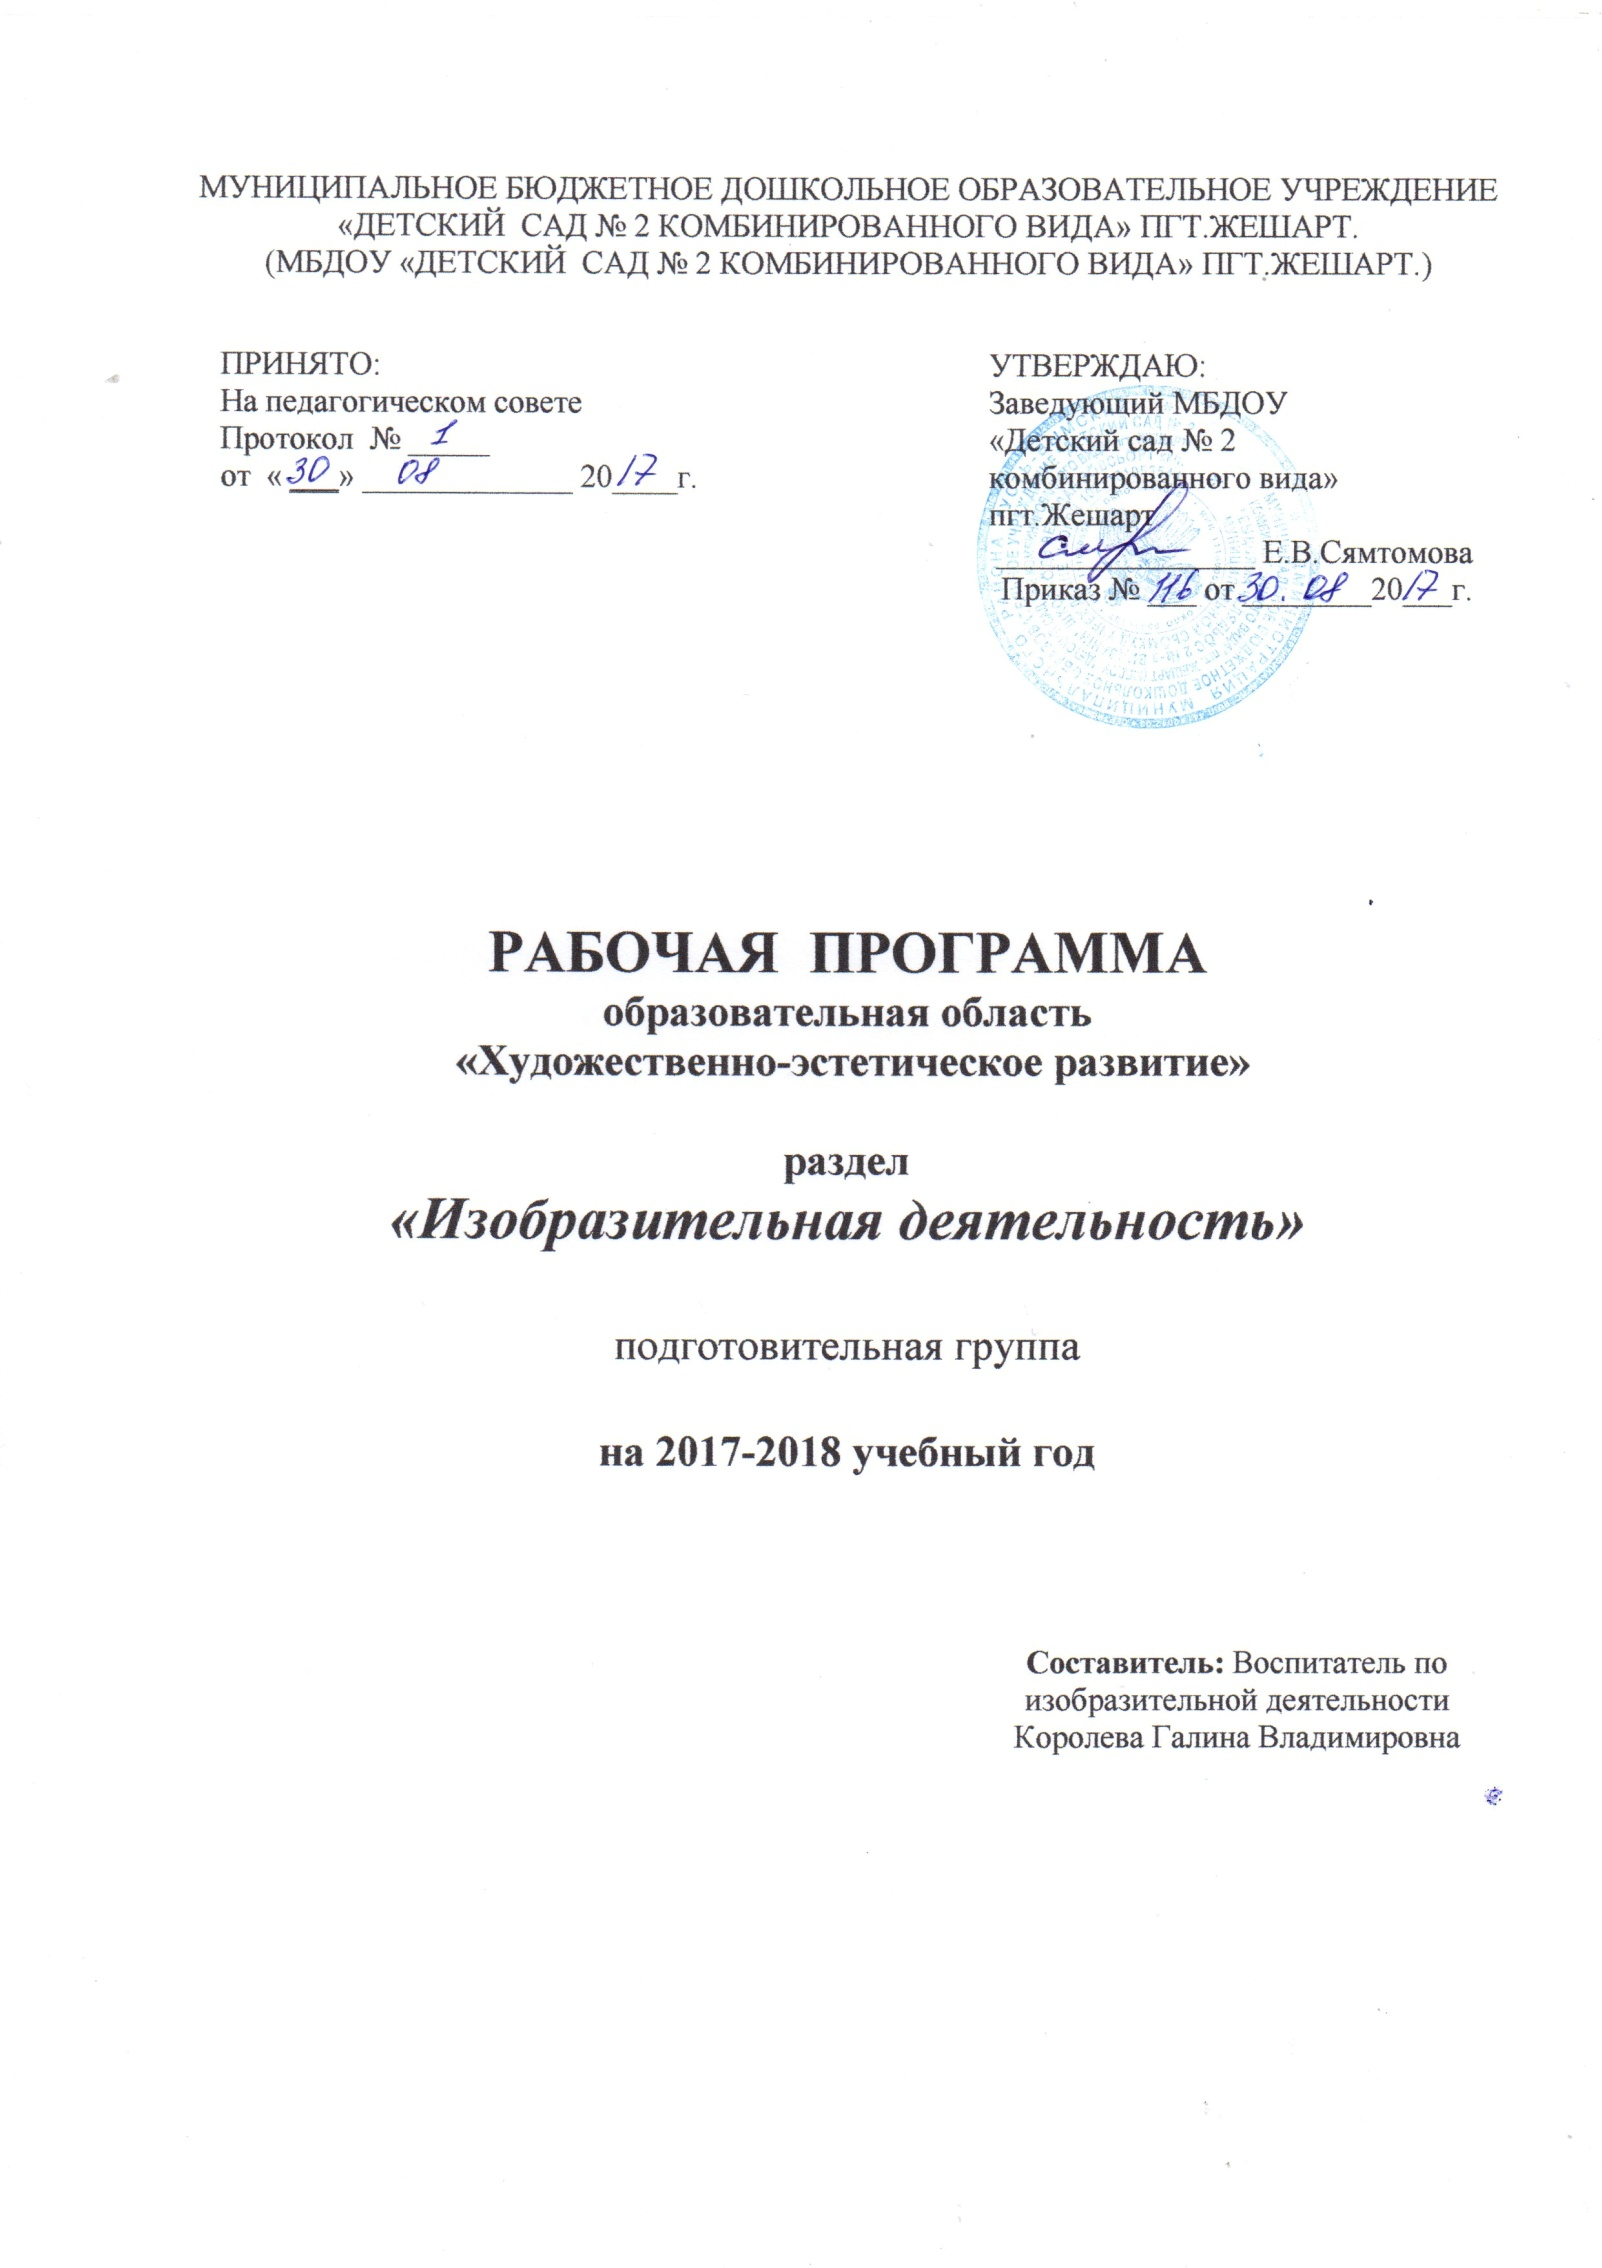 МУНИЦИПАЛЬНОЕ БЮДЖЕТНОЕ ДОШКОЛЬНОЕ ОБРАЗОВАТЕЛЬНОЕ УЧРЕЖДЕНИЕ
«ДЕТСКИЙ САД № 2 КОМБИНИРОВАННОГО ВИДА» ПГТ.ЖЕШАРТ.
(МБДОУ «ДЕТСКИЙ САД № 2 КОМБИНИРОВАННОГО ВИДА» ПГТ.ЖЕШАРТ.)
ПРИНЯТО:
На педагогическом совете
Протокол № 1
от «30» 08 2017г.
УТВЕРЖДАЮ:
Заведующий МБДОУ
«Детский сад № 2
комбинированного вида»
пгт.Жешарт
Е.В.Сямтомова
Приказ № 116 от 30. 08 2017г.
РАБОЧАЯ ПРОГРАММА
образовательная область
«Художественно-эстетическое развитие»
раздел
«Изобразительная деятельность»
подготовительная группа
на 2017-2018 учебный год
Составитель: Воспитатель по
изобразительной деятельности
Королева Галина Владимировна